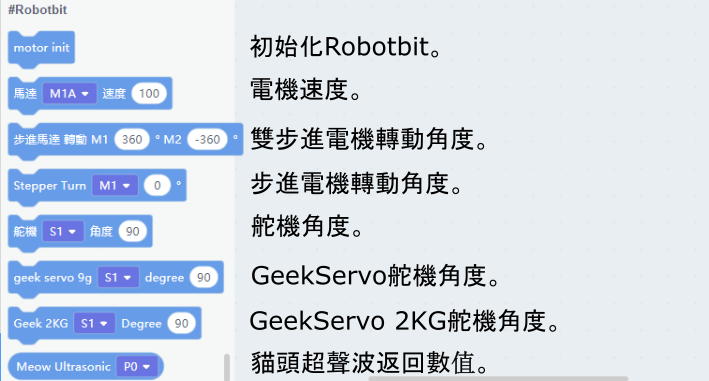 #Robotbit
motor init 初始化Robotbit。
馬達 M1A 速度 100 電機速度。
步進馬達 轉動 M1 360 ° M2 -360 ° 雙步進電機轉動角度。
Stepper Turn M1 0 ° 步進電機轉動角度。
舵機 S1 角度 90 舵機角度。
geek servo 9g S1 degree 90 GeekServo舵機角度。
Geek 2KG S1 Degree 90 GeekServo 2KG舵機角度。
Meow Ultrasonic P0 貓頭超聲波返回數值。